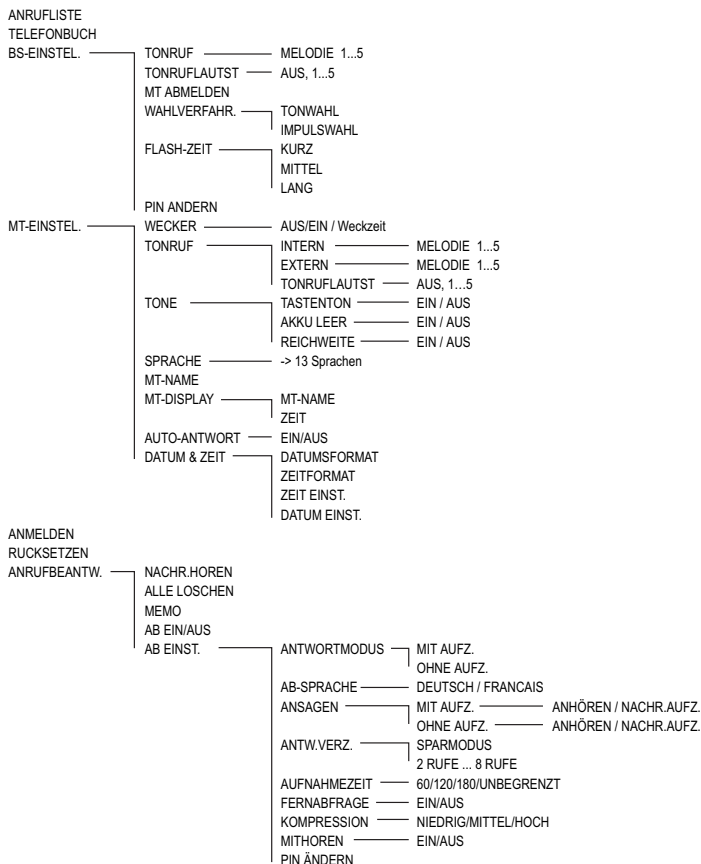 ANRUFLISTE
TELEFONBUCH
BS-EINSTEL. TONRUF MELODIE 1...5
TONRUFLAUTST AUS, 1...5
MT ABMELDEN
WAHLVERFAHR. TONWAHL
IMPULSWAHL
FLASH-ZEIT KURZ
MITTEL
LANG
PIN ANDERN
MT-EINSTEL. WECKER AUS/EIN / Weckzeit
TONRUF INTERN MELODIE 1...5
EXTERN MELODIE 1...5
TONRUFLAUTST AUS, 1…5
TONE TASTENTON EIN / AUS
AKKU LEER EIN / AUS
REICHWEITE EIN / AUS
SPRACHE -> 13 Sprachen
MT-NAME
MT-DISPLAY MT-NAME
ZEIT
AUTO-ANTWORT EIN/AUS
DATUM & ZEIT DATUMSFORMAT
ZEITFORMAT
ZEIT EINST.
DATUM EINST.
ANMELDEN
RUCKSETZEN
ANRUFBEANTW. NACHR.HOREN
ALLE LOSCHEN
MEMO
AB EIN/AUS
AB EINST. ANTWORTMODUS MIT AUFZ.
OHNE AUFZ.
AB-SPRACHE DEUTSCH / FRANCAIS
ANSAGEN MIT AUFZ. ANHÖREN / NACHR.AUFZ.
OHNE AUFZ. ANHÖREN / NACHR.AUFZ.
ANTW.VERZ. SPARMODUS
2 RUFE ... 8 RUFE
AUFNAHMEZEIT 60/120/180/UNBEGRENZT
FERNABFRAGE EIN/AUS
KOMPRESSION NIEDRIG/MITTEL/HOCH
MITHOREN EIN/AUS
PIN ÄNDERN